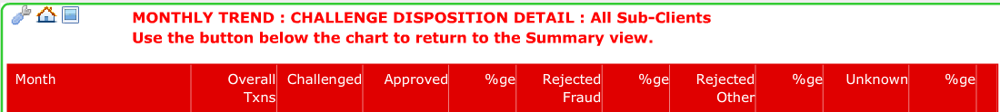 MONTHLY TREND : CHALLENGE DISPOSITION DETAIL : All Sub-Clients
Use the button below the chart to return to the Summary view.
Month Overall Txns Challenged Approved %ge Rejected Fraud %ge Rejected Other %ge Unknown %ge